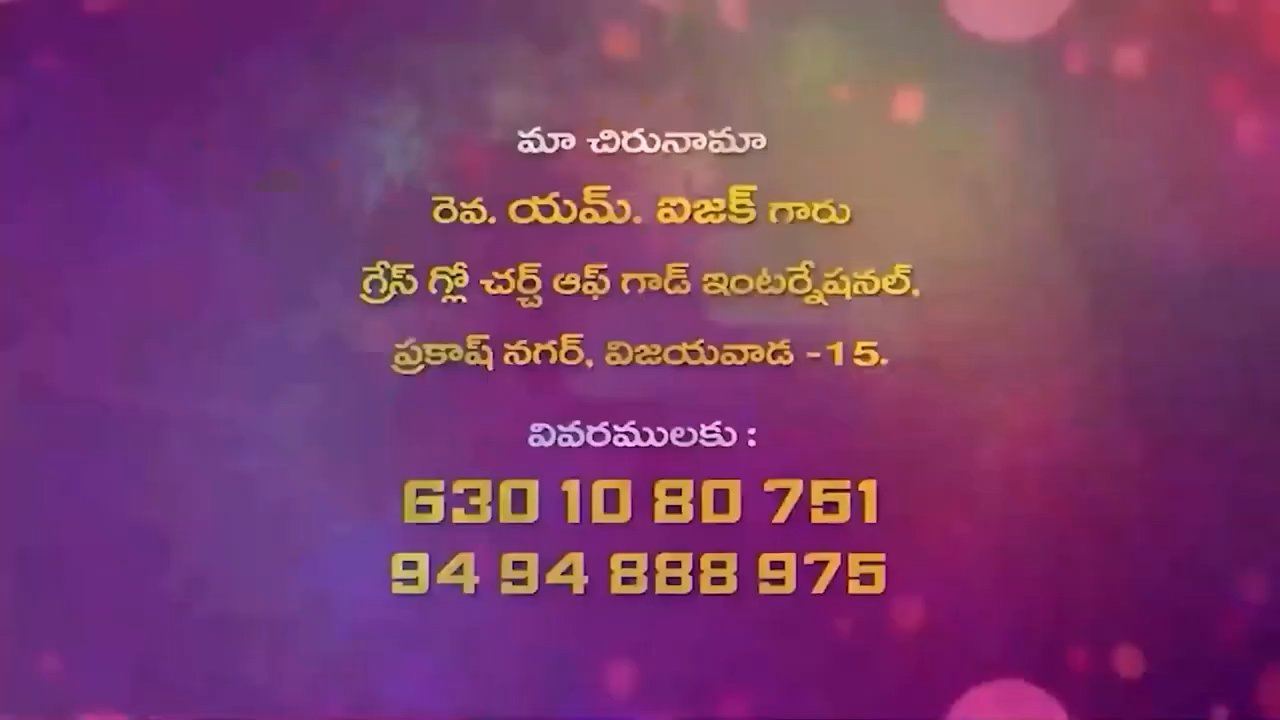 మా చిరునామా
రెవ. యమ్. ఐజక్ గారు
గ్రేస్ గ్లో చర్చ్ ఆఫ్ గాడ్ ఇంటర్నేషనల్.
ప్రకాష్ నగర్, విజయవాడ -15.
వివరములకు :
630 10 80 751
94 94 888 975